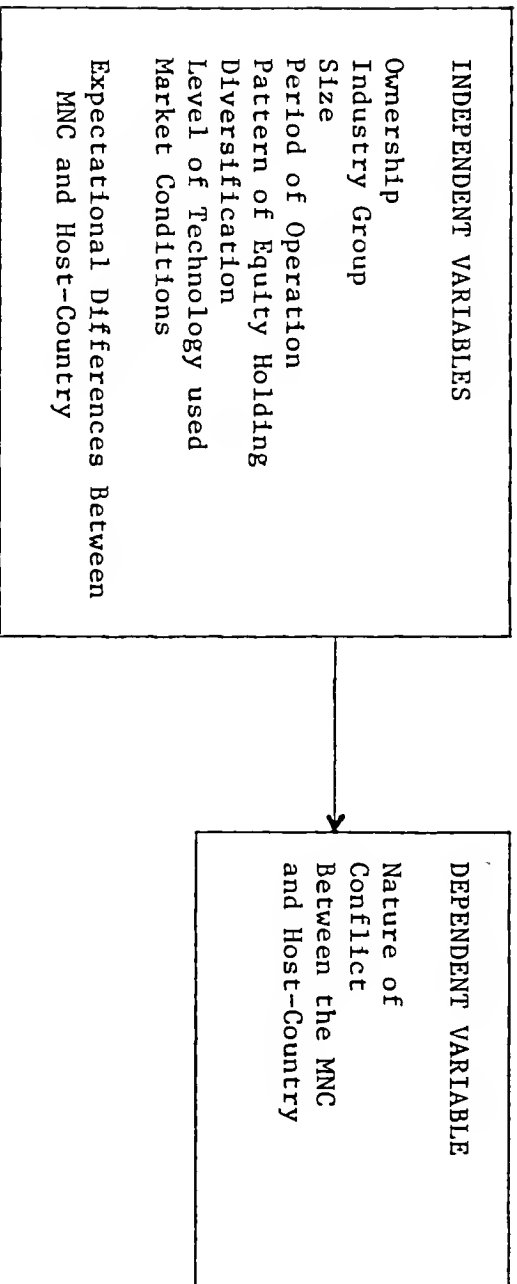 INDEPENDENT VARIABLES
Ownership
Industry Group
Size
Period of Operation
Pattern of Equity Holding
Diversification
Level of Technology used
Market Conditions
Expectational Differences Between
MNC and Host-Country
DEPENDENT VARIABLE
Nature of
Conflict
Between the MNC
and Host-Country